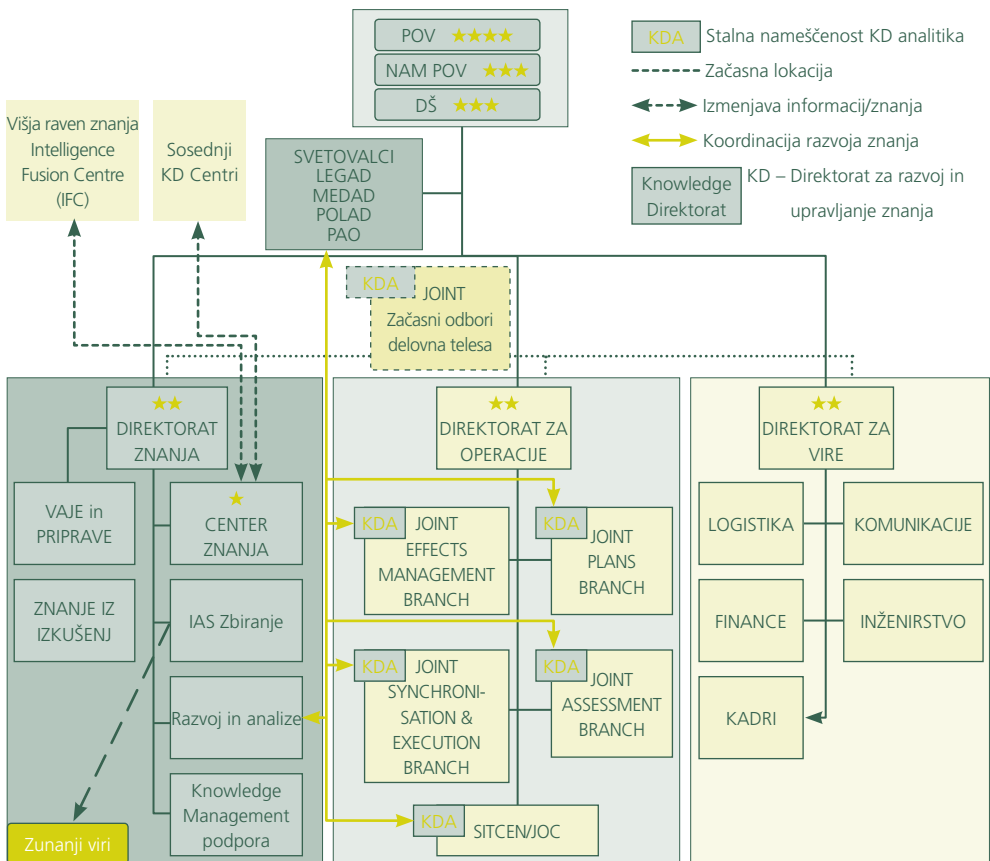 POV ★★★★
NAM POV ★★★
DŠ ★★★
KDA Stalna nameščenost KD analitika
Začasna lokacija
Izmenjava informacij/znanja
Koordinacija razvoja znanja
Knowledge
Direktorat
KD – Direktorat za razvoj in
upravljanje znanja
Višja raven znanja
Intelligence
Fusion Centre
(IFC)
Sosednji
KD Centri
SVETOVALCI
LEGAD
MEDAD
POLAD
PAO
KDA
JOINT
Začasni odbori
delovna telesa
★★
DIREKTORAT
ZNANJA
VAJE in
PRIPRAVE
★
CENTER
ZNANJA
ZNANJE IZ
IZKUŠENJ
IAS Zbiranje
Razvoj in analize
Knowledge
Management
podpora
Zunanji viri
★★
DIREKTORAT ZA
OPERACIJE
KDA
JOINT
EFFECTS
MANAGEMENT
BRANCH
KDA
JOINT
PLANS
BRANCH
KDA
JOINT
SYNCHRONI-
SATION &
EXECUTION
BRANCH
KDA
JOINT
ASSESSMENT
BRANCH
KDA
SITCEN/JOC
★★
DIREKTORAT ZA
VIRE
LOGISTIKA
KOMUNIKACIJE
FINANCE
INŽENIRSTVO
KADRI